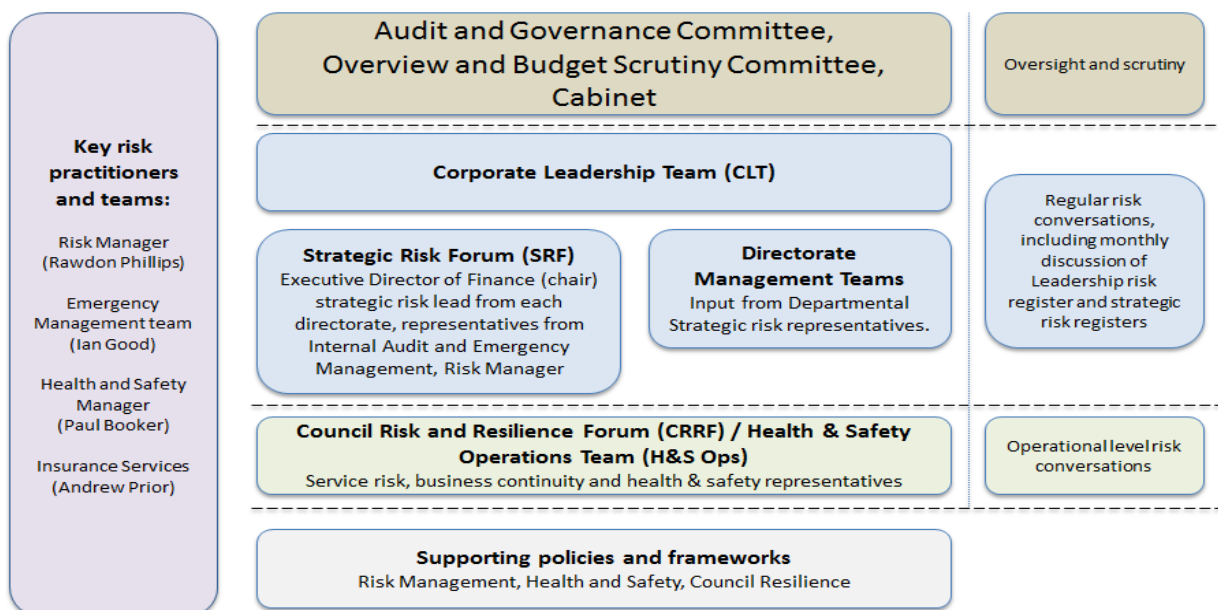 Key risk
practitioners
and teams:
Risk Manager
(Rawdon Phillips)
Emergency
Management team
(Ian Good)
Health and Safety
Manager
(Paul Booker)
Insurance Services
(Andrew Prior)
Audit and Governance Committee,
Overview and Budget Scrutiny Committee,
Cabinet
Oversight and scrutiny
Corporate Leadership Team (CLT)
Strategic Risk Forum (SRF)
Executive Director of Finance (chair)
strategic risk lead from each
directorate, representatives from
Internal Audit and Emergency
Management, Risk Manager
Directorate
Management Teams
Input from Departmental
Strategic risk representatives.
Regular risk
conversations,
including monthly
discussion of
Leadership risk
register and strategic
risk registers
Council Risk and Resilience Forum (CRRF) / Health & Safety
Operations Team (H&S Ops)
Service risk, business continuity and health & safety representatives
Operational level risk
conversations
Supporting policies and frameworks
Risk Management, Health and Safety, Council Resilience